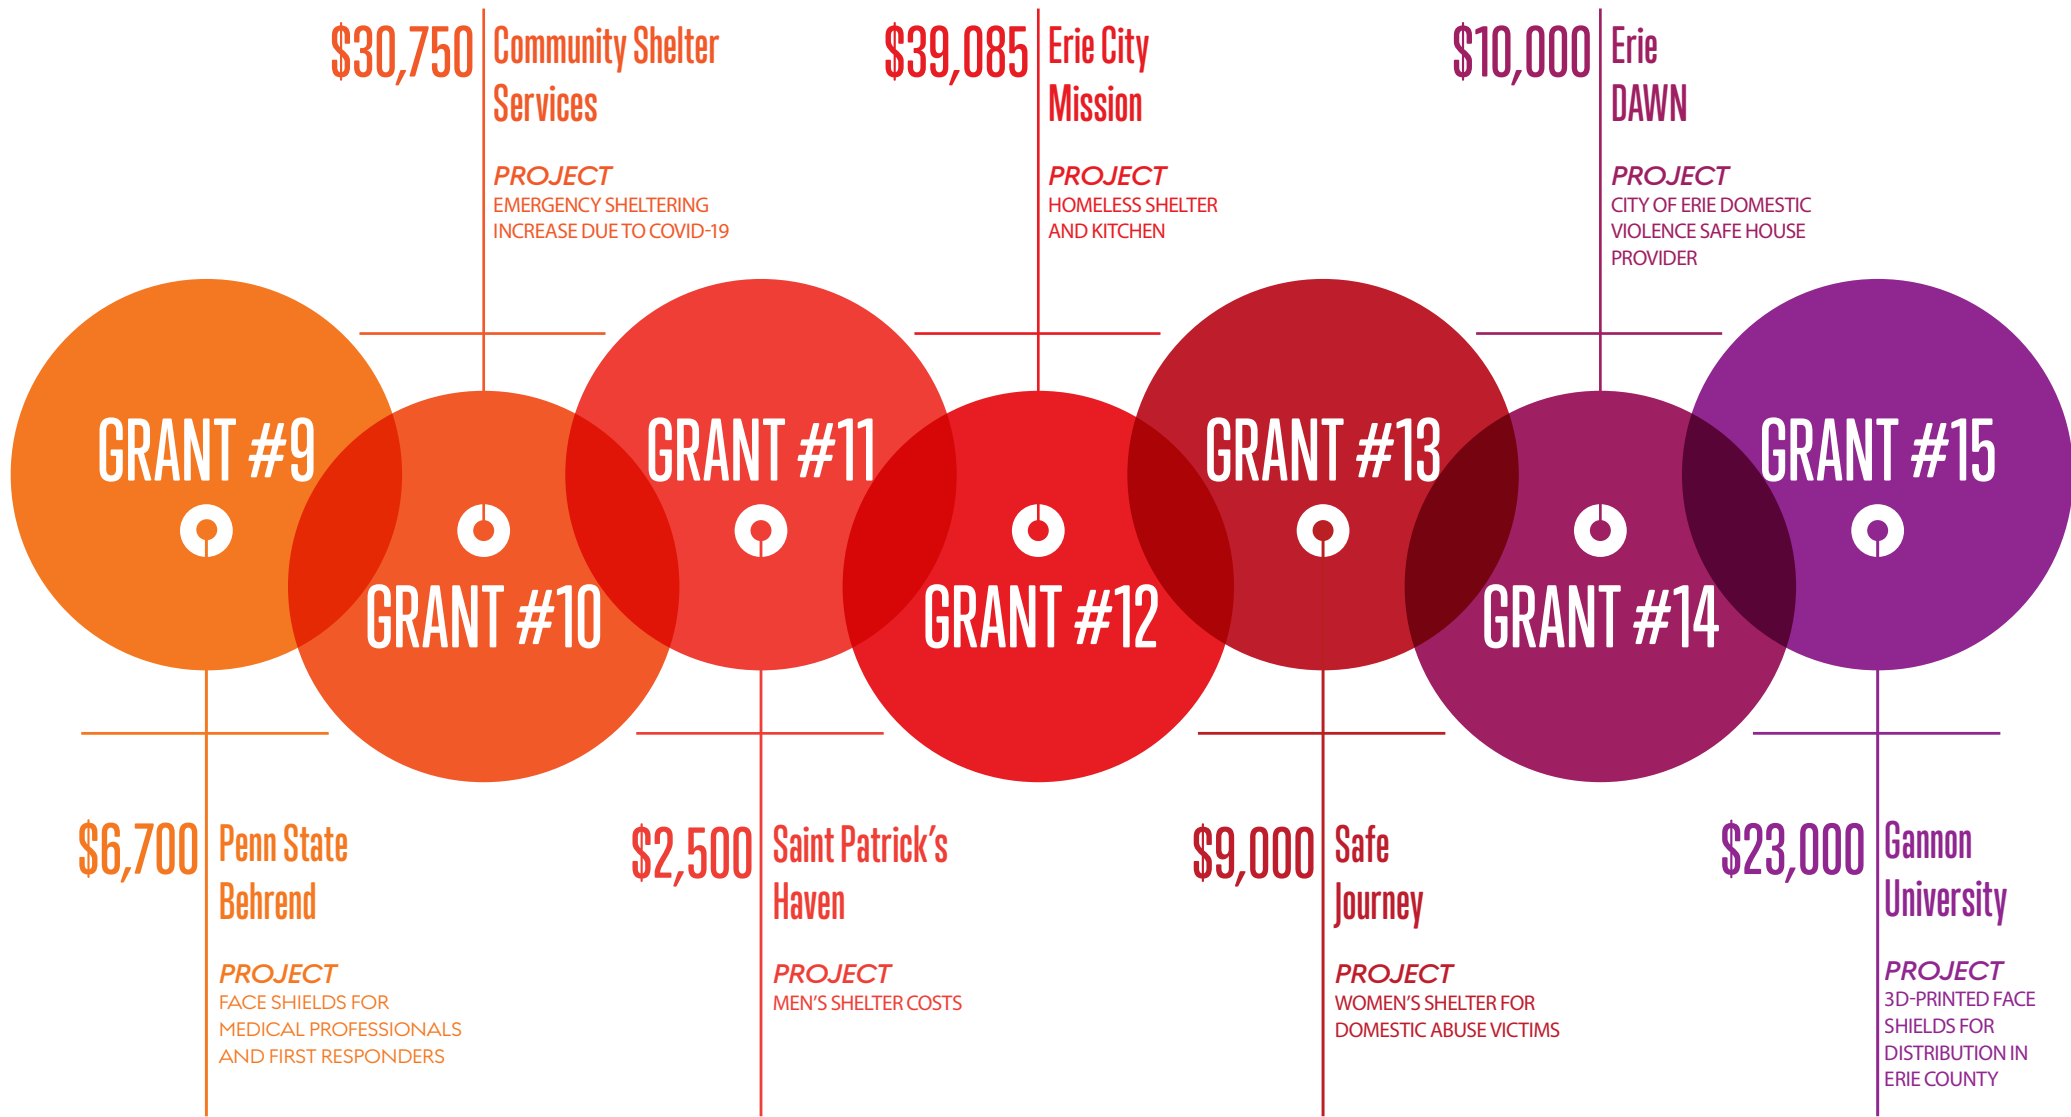 $30,750
Community Shelter
Services
PROJECT
EMERGENCY SHELTERING
INCREASE DUE TO COVID-19
$39,085
Erie City
Mission
PROJECT
HOMELESS SHELTER
AND KITCHEN
$10,000
Erie
DAWN
PROJECT
CITY OF ERIE DOMESTIC
VIOLENCE SAFE HOUSE
PROVIDER
GRANT #9
GRANT #10
GRANT #11
GRANT #12
GRANT #13
GRANT #14
GRANT #15
$6,700
Penn State
Behrend
PROJECT
FACE SHIELDS FOR
MEDICAL PROFESSIONALS
AND FIRST RESPONDERS
$2,500
Saint Patrick's
Haven
PROJECT
MEN'S SHELTER COSTS
$9,000
Safe
Journey
PROJECT
WOMEN'S SHELTER FOR
DOMESTIC ABUSE VICTIMS
$23,000
Gannon
University
PROJECT
3D-PRINTED FACE
SHIELDS FOR
DISTRIBUTION IN
ERIE COUNTY